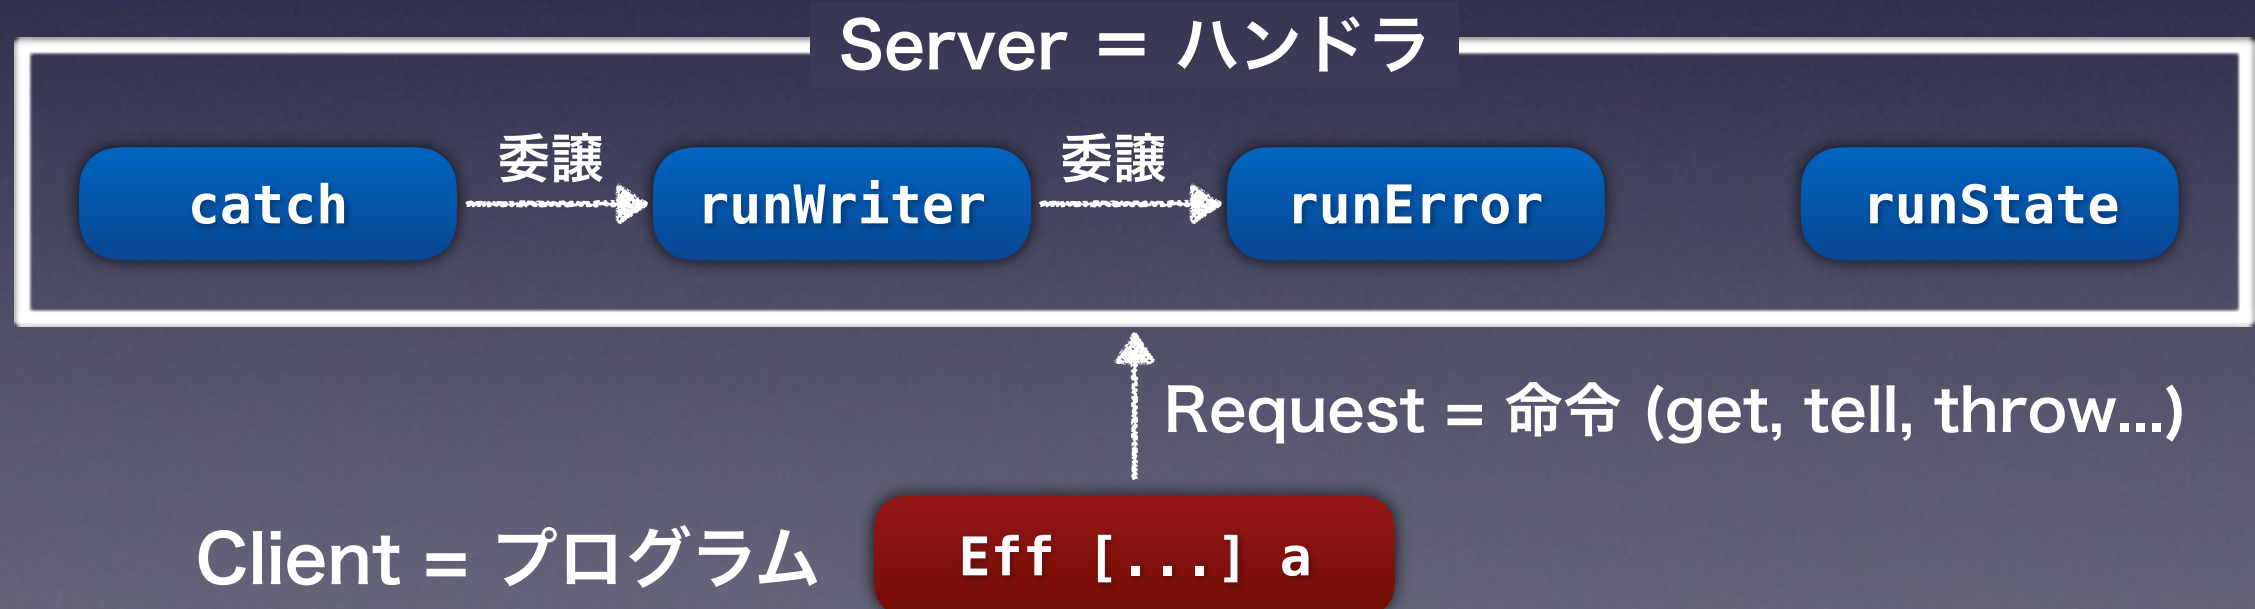 Server = ハンドラ
委譲 委譲
catch runWriter runError runState
Request = 命令 (get, tell, throw...)
Client = プログラム Eff [...] a